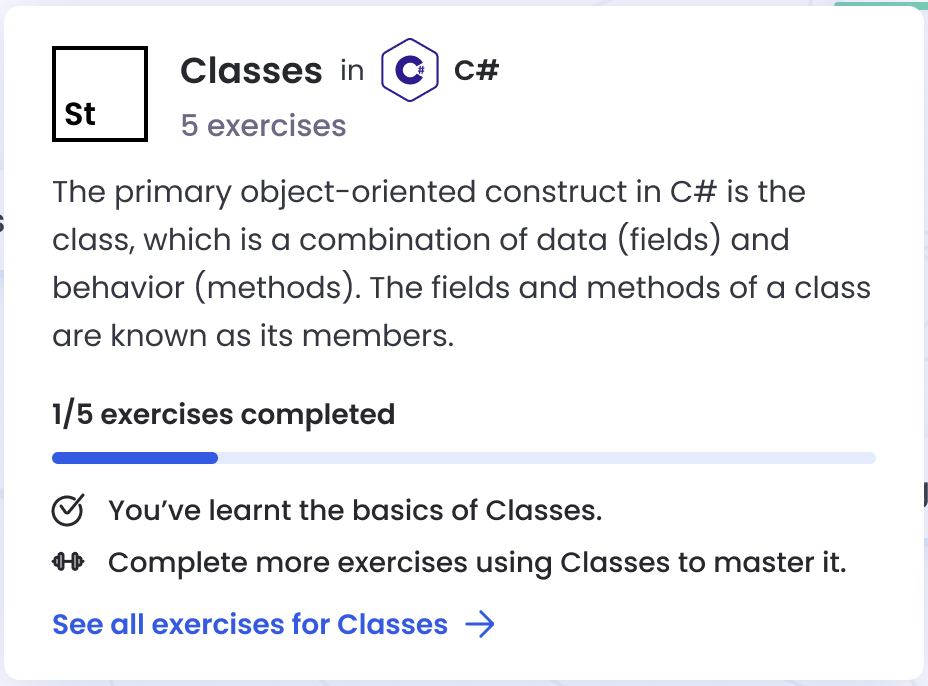 St
Classes in C# C#
5 exercises
The primary object-oriented construct in C# is the
class, which is a combination of data (fields) and
behavior (methods). The fields and methods of a class
are known as its members.
1/5 exercises completed
You’ve learnt the basics of Classes.
Complete more exercises using Classes to master it.
See all exercises for Classes